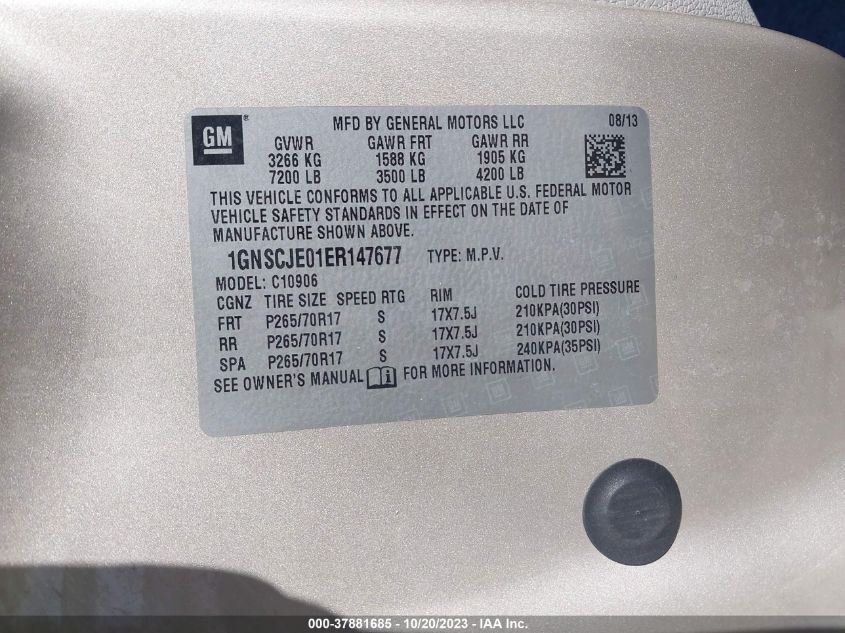 GM ® MFD BY GENERAL MOTORS LLC 08/13
GVWR GAWR FRT GAWR RR
3266 KG 1588 KG 1905 KG
7200 LB 3500 LB 4200 LB
THIS VEHICLE CONFORMS TO ALL APPLICABLE U.S. FEDERAL MOTOR
VEHICLE SAFETY STANDARDS IN EFFECT ON THE DATE OF
MANUFACTURE SHOWN ABOVE.
1GNSCJE01ER147677 TYPE: M.P.V.
MODEL: C10906
CGNZ TIRE SIZE SPEED RTG RIM COLD TIRE PRESSURE
FRT P265/70R17 S 17X7.5J 210KPA(30PSI)
RR P265/70R17 S 17X7.5J 210KPA(30PSI)
SPA P265/70R17 S 17X7.5J 240KPA(35PSI)
SEE OWNER'S MANUAL FOR MORE INFORMATION.
000-37881685 - 10/20/2023 - IAA Inc.